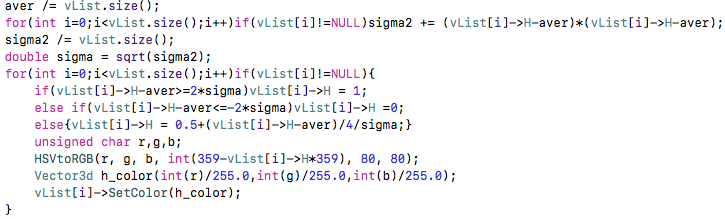 aver /= vList.size();
for(int i=0;i<vList.size();i++)if(vList[i]!=NULL)sigma2 += (vList[i]->H-aver)*(vList[i]->H-aver);
sigma2 /= vList.size();
double sigma = sqrt(sigma2);
for(int i=0;i<vList.size();i++)if(vList[i]!=NULL){
    if(vList[i]->H-aver>=2*sigma)vList[i]->H = 1;
    else if(vList[i]->H-aver<=-2*sigma)vList[i]->H =0;
    else{vList[i]->H = 0.5+(vList[i]->H-aver)/4/sigma;}
    unsigned char r,g,b;
    HSVtoRGB(r, g, b, int(359-vList[i]->H*359), 80, 80);
    Vector3d h_color(int(r)/255.0,int(g)/255.0,int(b)/255.0);
    vList[i]->SetColor(h_color);
}